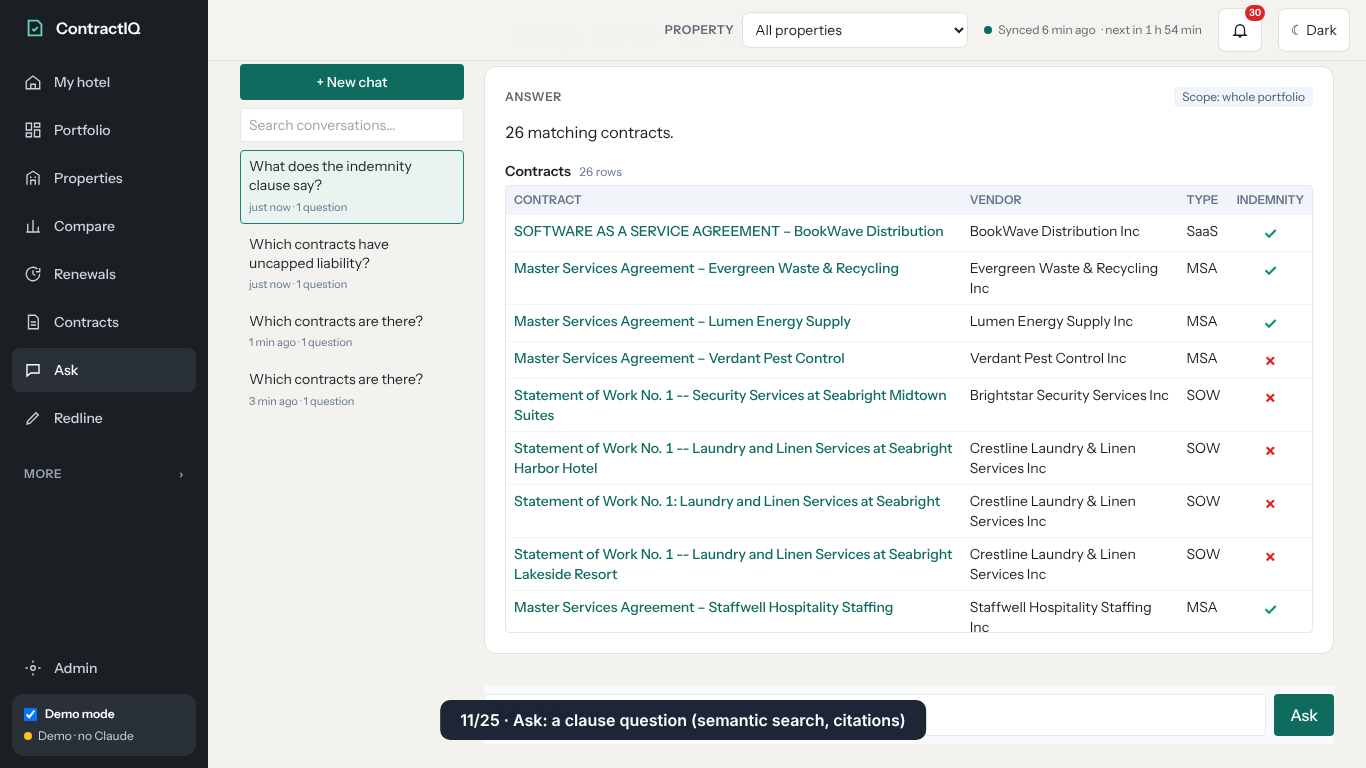 ContractIQ
My hotel
Portfolio
Properties
Compare
Renewals
Contracts
Ask
Redline
MORE ›
Admin
Demo mode
Demo · no Claude
PROPERTY All properties Synced 6 min ago · next in 1 h 54 min 30 ☾ Dark
+ New chat
Search conversations...
What does the indemnity
clause say?
just now · 1 question
Which contracts have
uncapped liability?
just now · 1 question
Which contracts are there?
1 min ago · 1 question
Which contracts are there?
3 min ago · 1 question
ANSWER Scope: whole portfolio
26 matching contracts.
Contracts 26 rows
CONTRACT VENDOR TYPE INDEMNITY
SOFTWARE AS A SERVICE AGREEMENT – BookWave Distribution BookWave Distribution Inc SaaS ✓
Master Services Agreement – Evergreen Waste & Recycling Evergreen Waste & Recycling MSA ✓
Inc
Master Services Agreement – Lumen Energy Supply Lumen Energy Supply Inc MSA ✓
Master Services Agreement – Verdant Pest Control Verdant Pest Control Inc MSA ×
Statement of Work No. 1 -- Security Services at Seabright Midtown Brightstar Security Services Inc SOW ×
Suites
Statement of Work No. 1 -- Laundry and Linen Services at Seabright Crestline Laundry & Linen SOW ×
Harbor Hotel Services Inc
Statement of Work No. 1: Laundry and Linen Services at Seabright Crestline Laundry & Linen SOW ×
Services Inc
Statement of Work No. 1 -- Laundry and Linen Services at Seabright Crestline Laundry & Linen SOW ×
Lakeside Resort Services Inc
Master Services Agreement – Staffwell Hospitality Staffing Staffwell Hospitality Staffing MSA ✓
Inc
11/25 · Ask: a clause question (semantic search, citations)
Ask